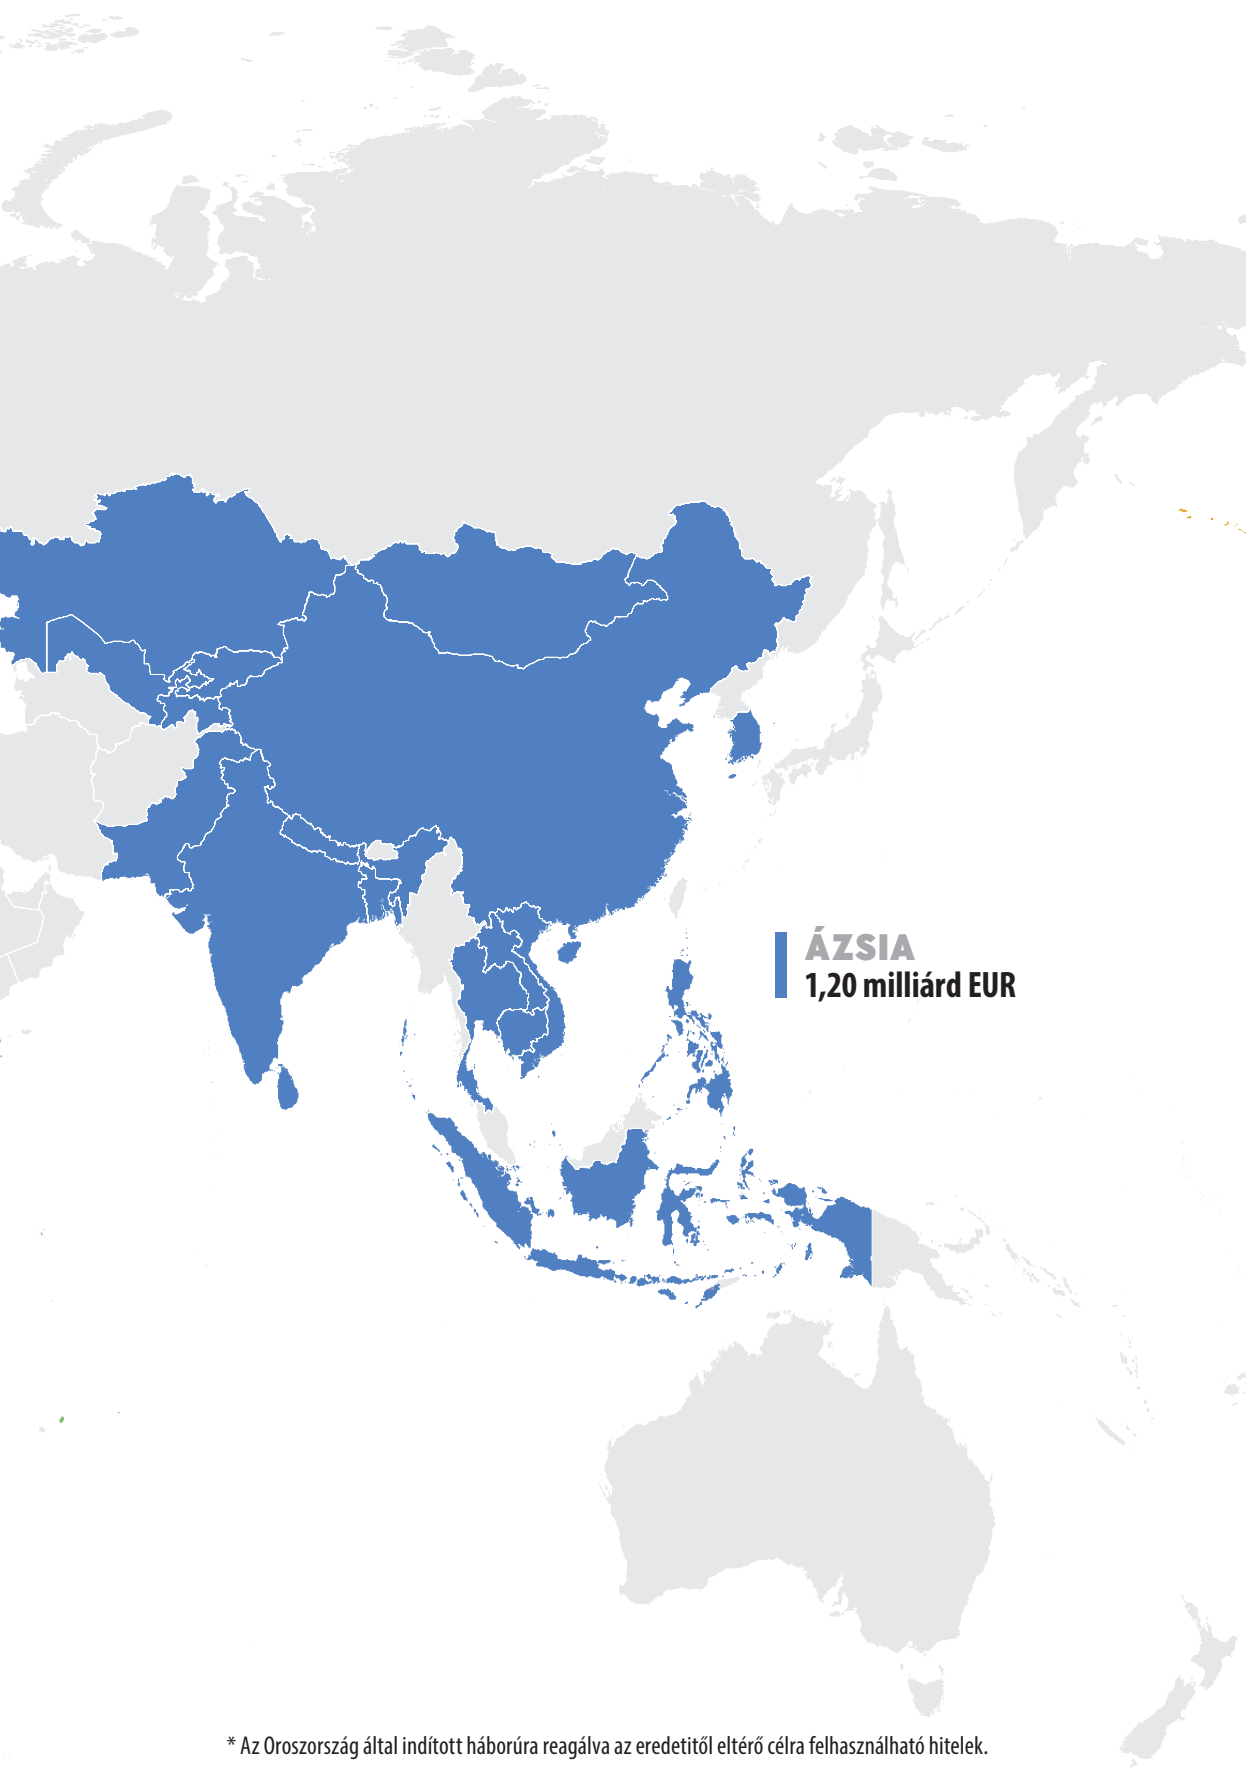 ÁZSIA
1,20 milliárd EUR
* Az Oroszország által indított háborúra reagálva az eredetitől eltérő célra felhasználható hitelek.